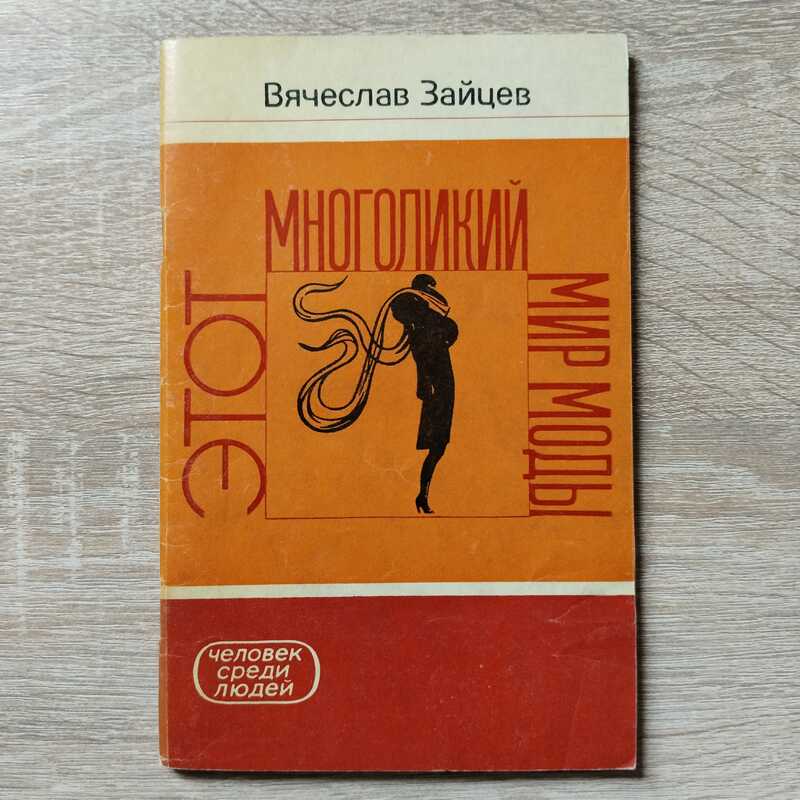 Вячеслав Зайцев
ЭТОТ
МНОГОЛИКИЙ
МИР МОДЫ
человек
среди
людей